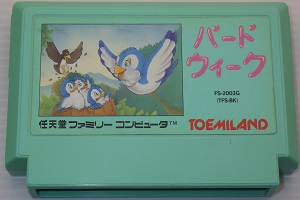 バード
ウィーク
FS-2003G
(TFS-BK)
任天堂ファミリーコンピュータ™
TOEMILAND